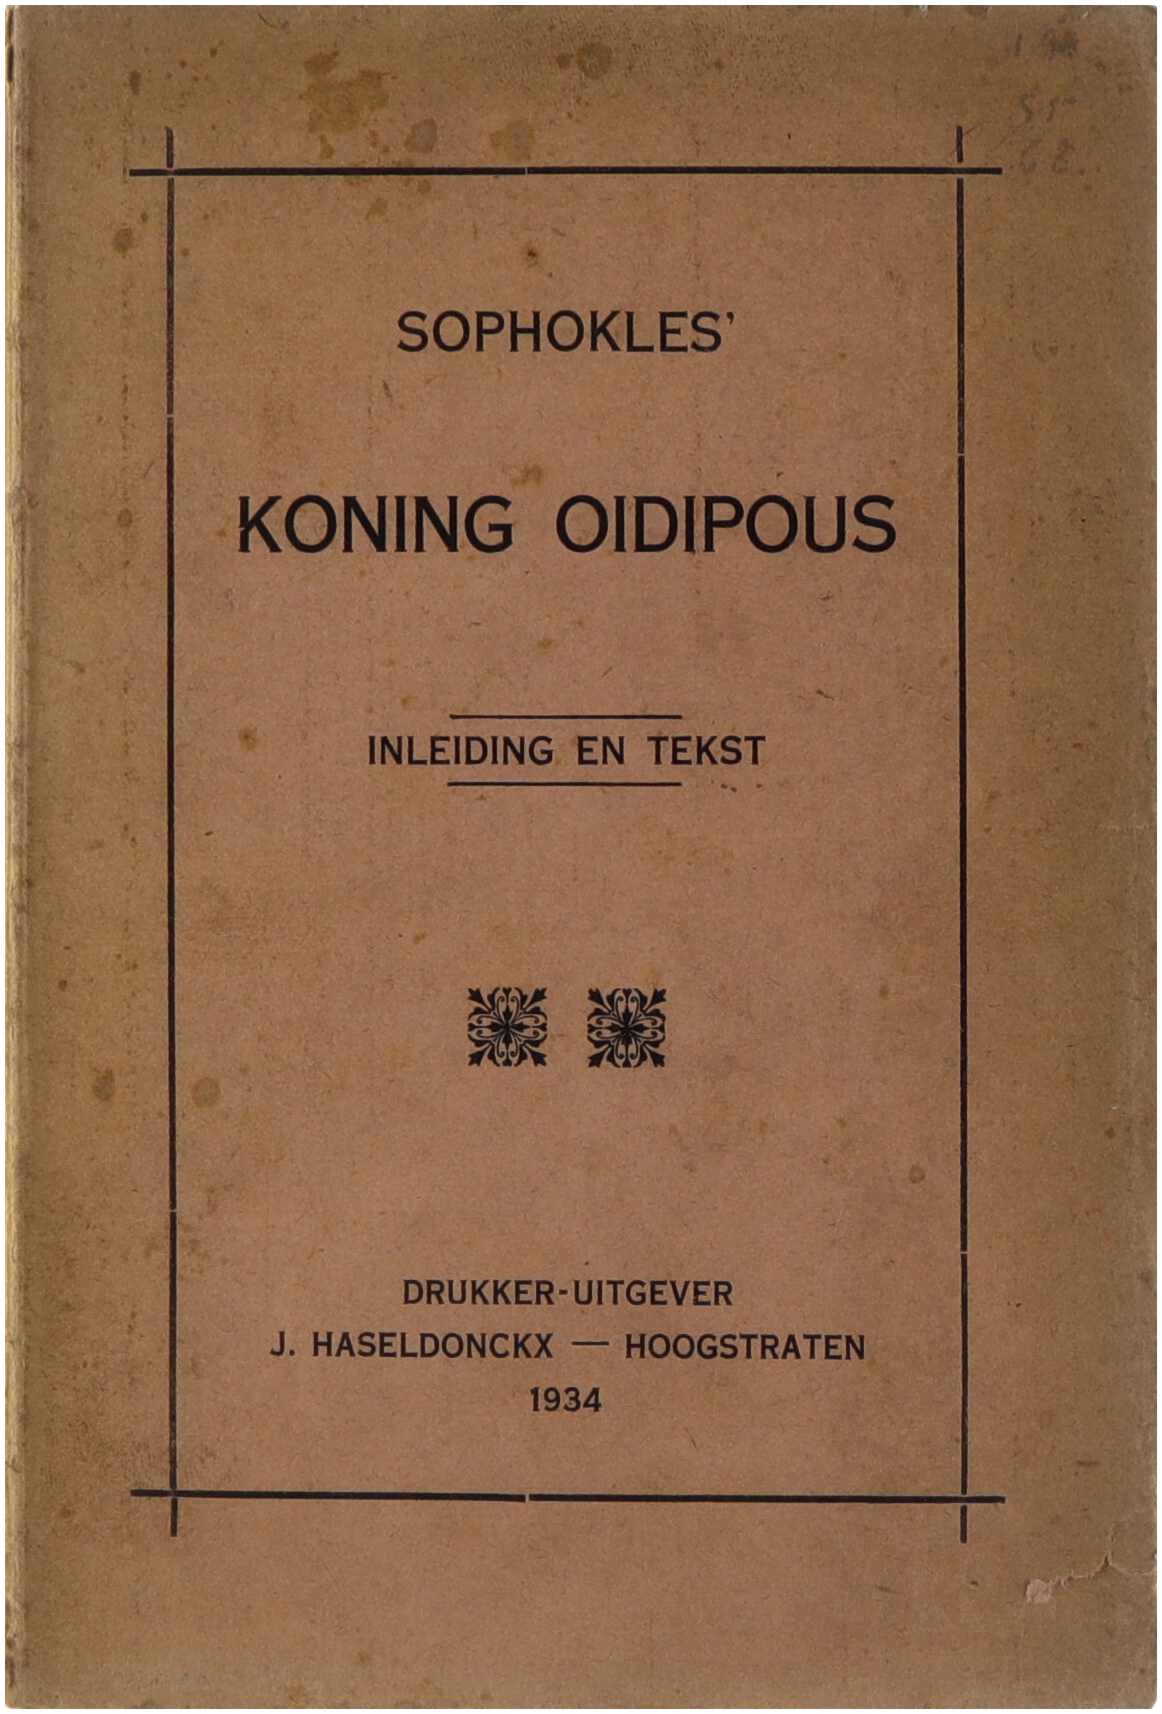 SOPHOKLES'
KONING OIDIPOUS
INLEIDING EN TEKST
DRUKKER-UITGEVER
J. HASELDONCKX — HOOGSTRATEN
1934